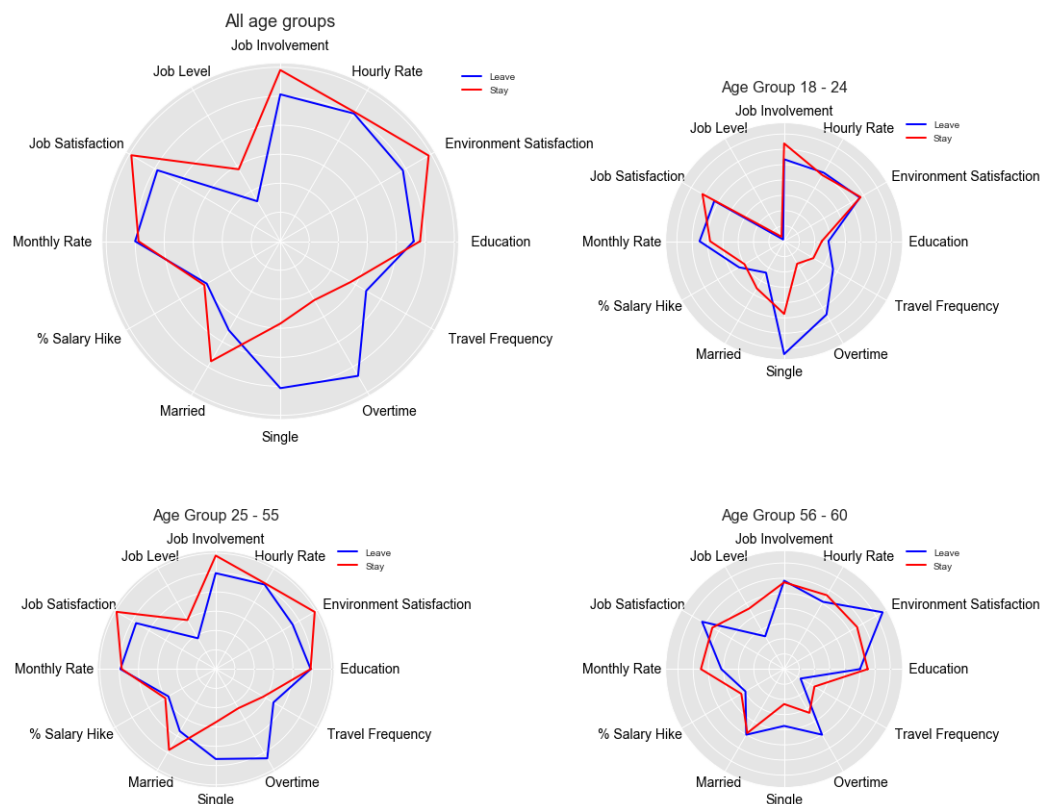 All age groups
Job Involvement
Job Level
Hourly Rate
Leave
Stay
Job Satisfaction
Environment Satisfaction
Monthly Rate
Education
% Salary Hike
Travel Frequency
Married
Overtime
Single
Age Group 18 - 24
Job Involvement
Job Level
Hourly Rate
Leave
Stay
Job Satisfaction
Environment Satisfaction
Monthly Rate
Education
% Salary Hike
Travel Frequency
Married
Overtime
Single
Age Group 25 - 55
Job Involvement
Job Level
Hourly Rate
Leave
Stay
Job Satisfaction
Environment Satisfaction
Monthly Rate
Education
% Salary Hike
Travel Frequency
Married
Overtime
Single
Age Group 56 - 60
Job Involvement
Job Level
Hourly Rate
Leave
Stay
Job Satisfaction
Environment Satisfaction
Monthly Rate
Education
% Salary Hike
Travel Frequency
Married
Overtime
Single